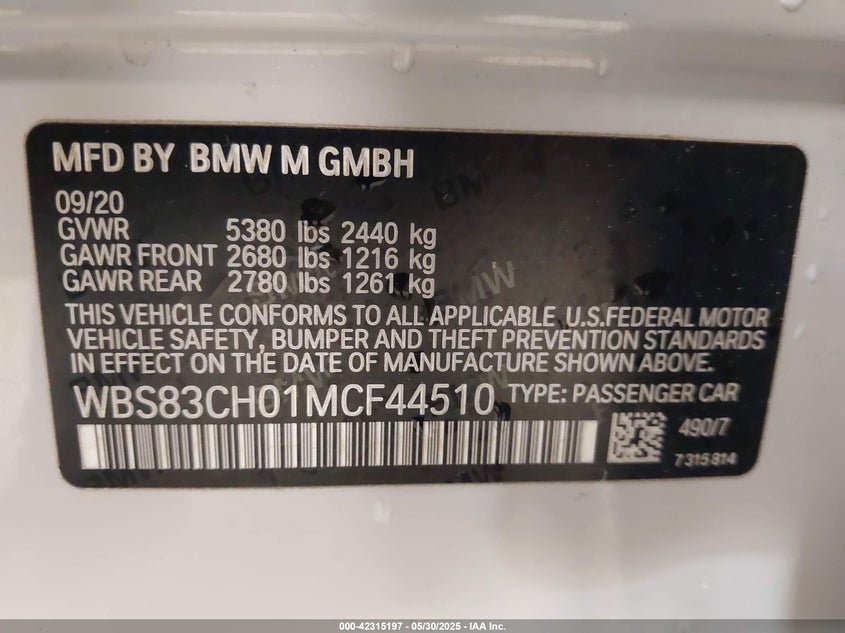 MFD BY BMW M GMBH
09/20
GVWR 5380 lbs 2440 kg
GAWR FRONT 2680 lbs 1216 kg
GAWR REAR 2780 lbs 1261 kg
THIS VEHICLE CONFORMS TO ALL APPLICABLE U.S.FEDERAL MOTOR
VEHICLE SAFETY, BUMPER AND THEFT PREVENTION STANDARDS
IN EFFECT ON THE DATE OF MANUFACTURE SHOWN ABOVE.
WBS83CH01MCF44510 TYPE: PASSENGER CAR
490/7
7315814
000-42315197 - 05/30/2025 - IAA Inc.